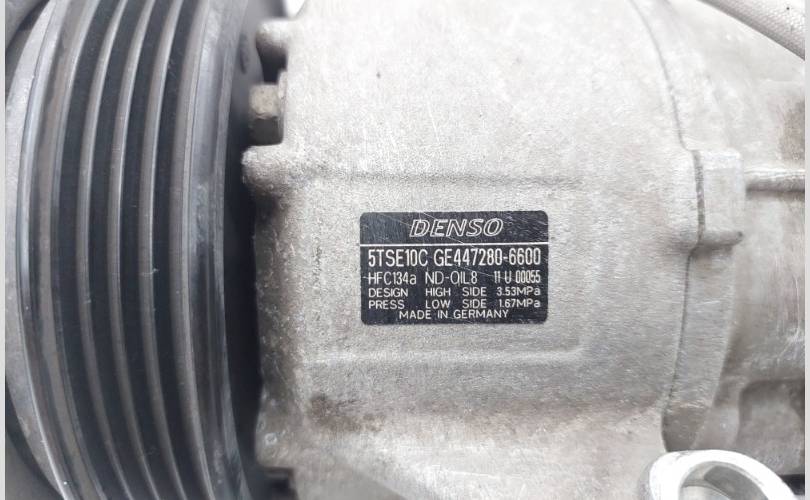 DENSO
5TSE10C GE447280-6600
HFC134a ND-OIL8 11 U 00055
DESIGN HIGH SIDE 3.53MPa
PRESS LOW SIDE 1.67MPa
MADE IN GERMANY